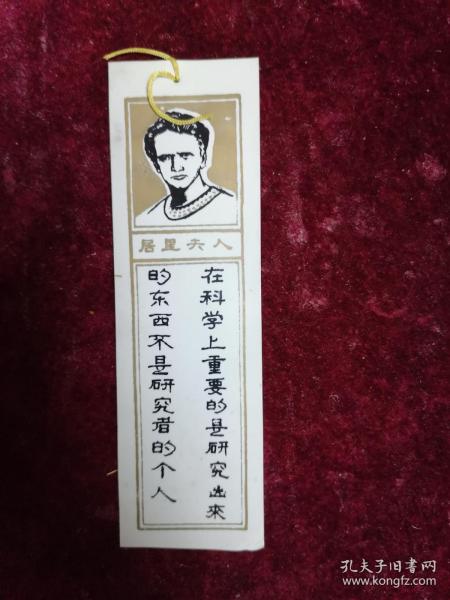 居里夫人
在科学上重要的是研究出來
的东西不是研究者的个人
孔夫子旧书网
www.kongfz.com